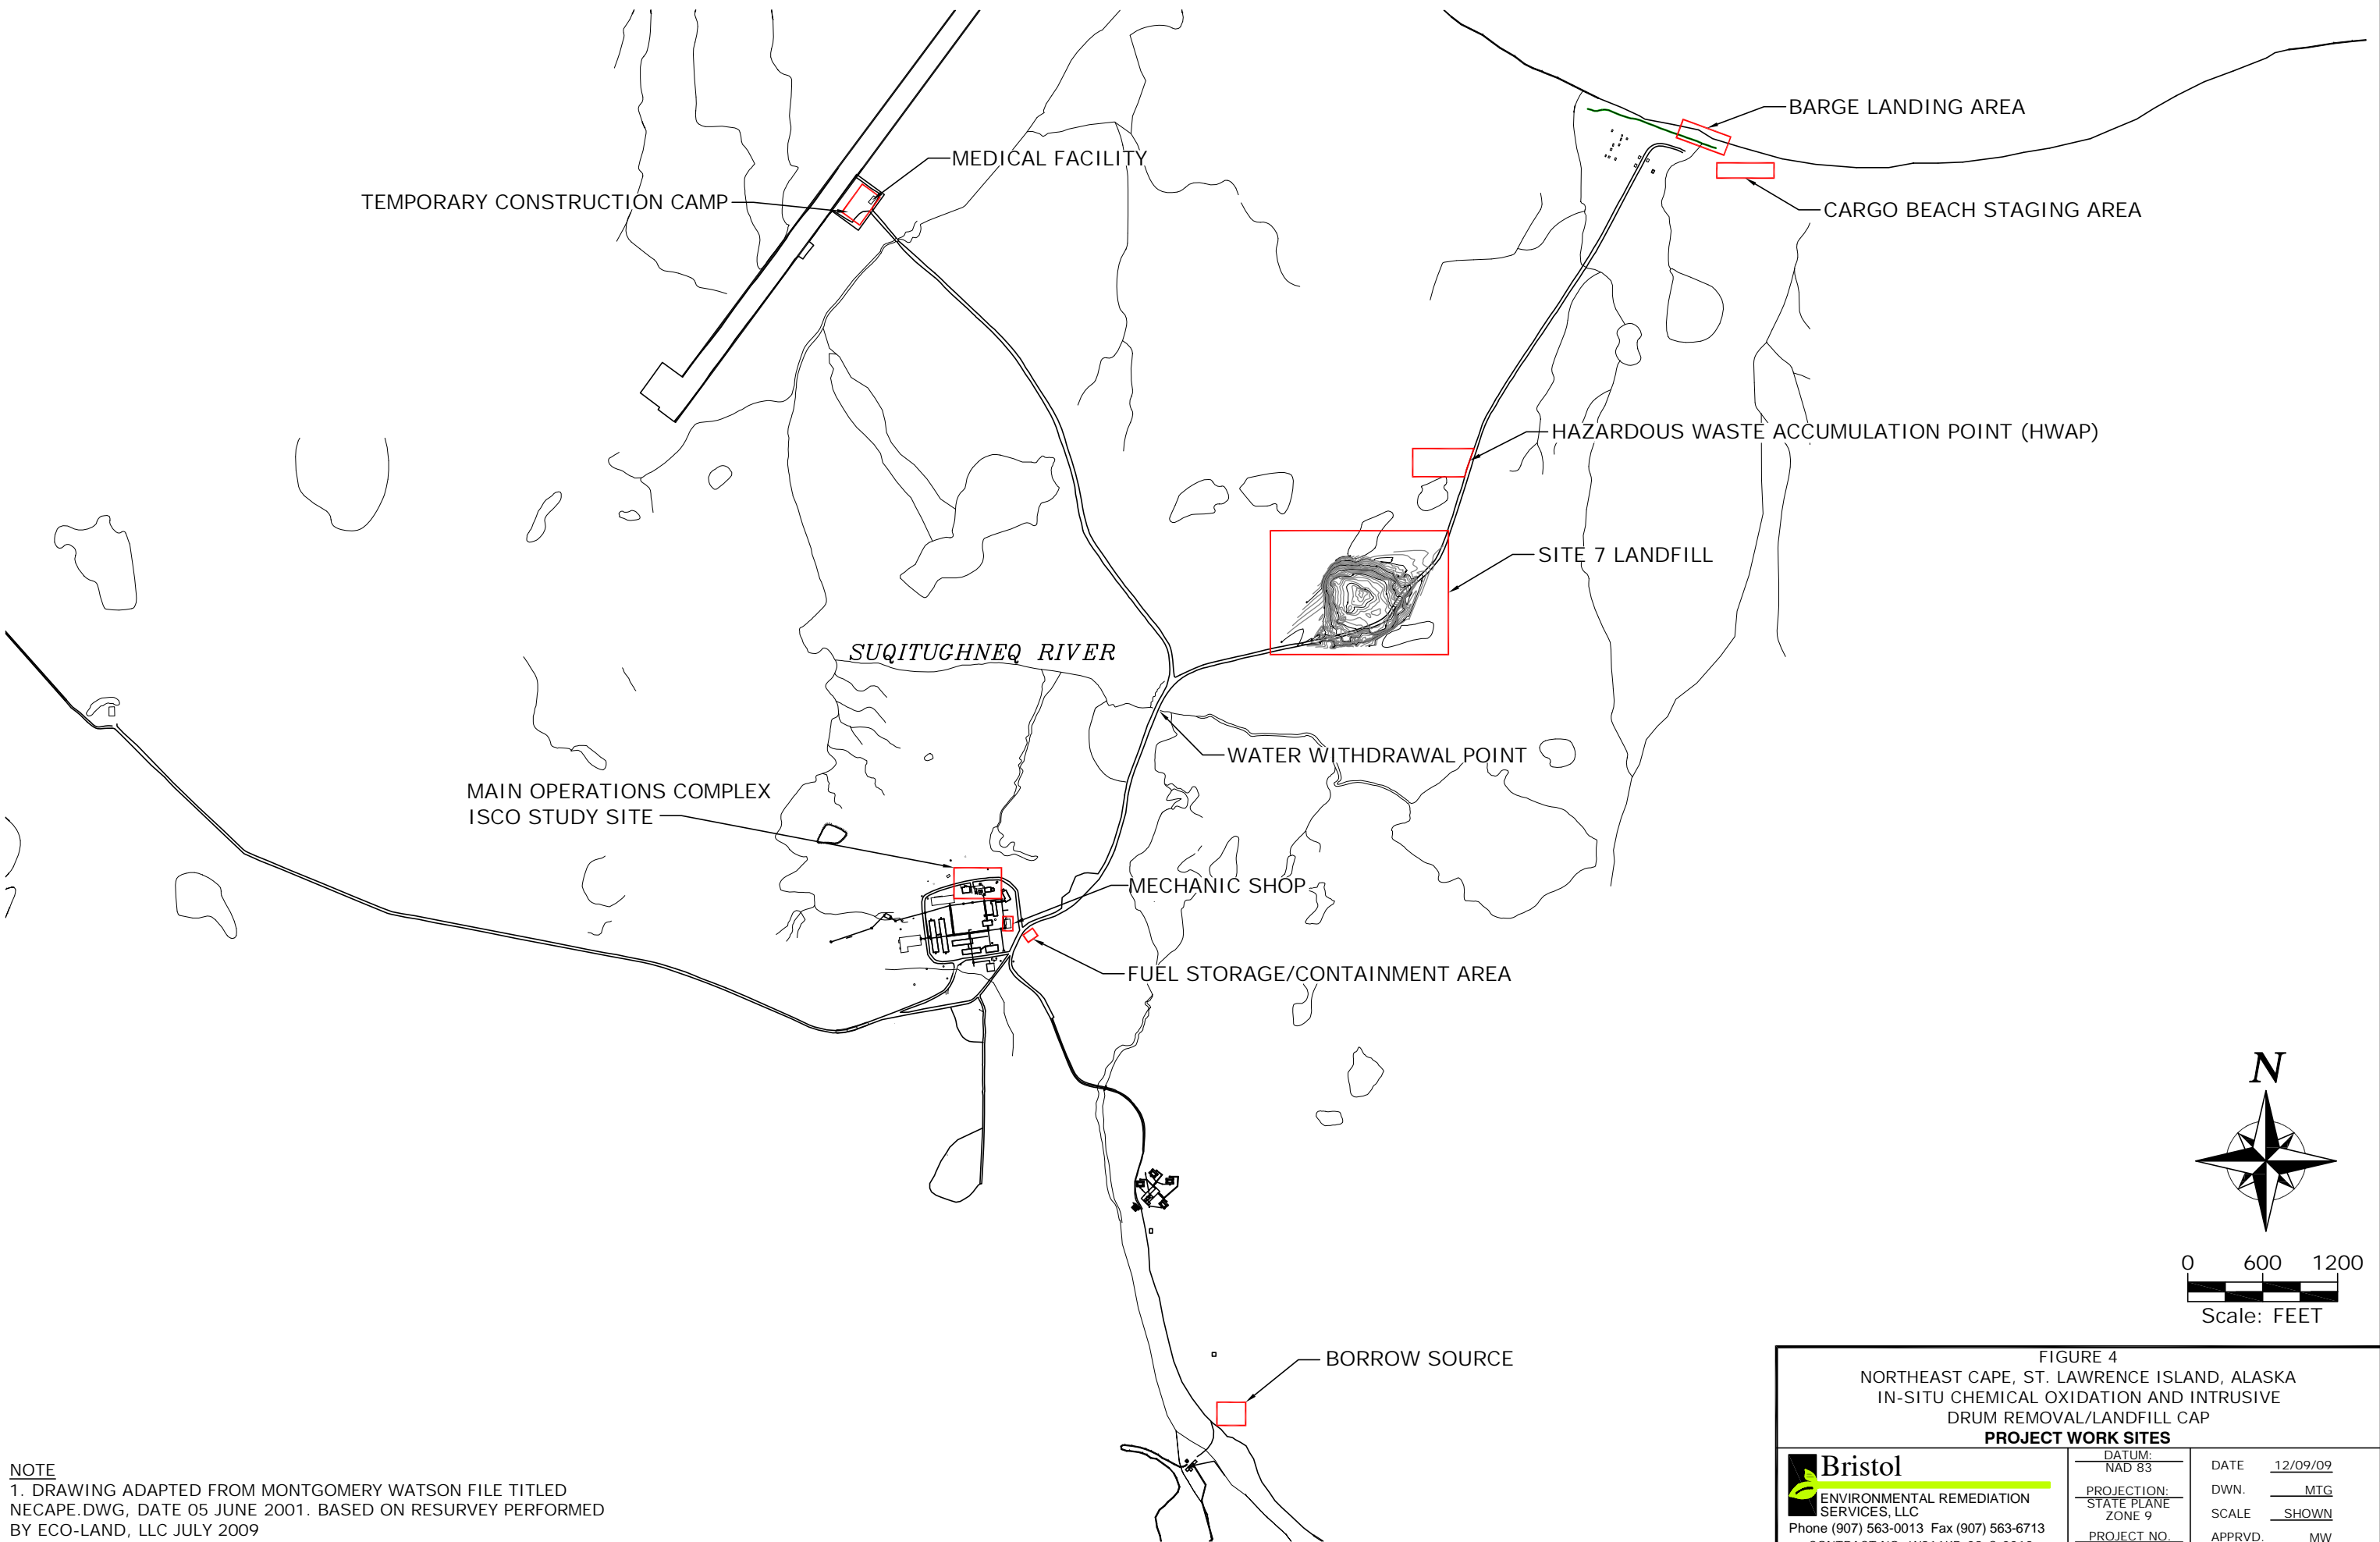 BARGE LANDING AREA
MEDICAL FACILITY
TEMPORARY CONSTRUCTION CAMP
CARGO BEACH STAGING AREA
HAZARDOUS WASTE ACCUMULATION POINT (HWAP)
SITE 7 LANDFILL
SUQITUGHNEQ RIVER
WATER WITHDRAWAL POINT
MAIN OPERATIONS COMPLEX
ISCO STUDY SITE
MECHANIC SHOP
FUEL STORAGE/CONTAINMENT AREA
N
0 600 1200
Scale: FEET
BORROW SOURCE
NOTE
1. DRAWING ADAPTED FROM MONTGOMERY WATSON FILE TITLED
NECAPE.DWG, DATE 05 JUNE 2001. BASED ON RESURVEY PERFORMED
BY ECO-LAND, LLC JULY 2009
FIGURE 4
NORTHEAST CAPE, ST. LAWRENCE ISLAND, ALASKA
IN-SITU CHEMICAL OXIDATION AND INTRUSIVE
DRUM REMOVAL/LANDFILL CAP
PROJECT WORK SITES
Bristol
ENVIRONMENTAL REMEDIATION
SERVICES, LLC
Phone (907) 563-0013 Fax (907) 563-6713
DATUM:
NAD 83
PROJECTION:
STATE PLANE
ZONE 9
PROJECT NO.
DATE 12/09/09
DWN. MTG
SCALE SHOWN
APPRVD. MW